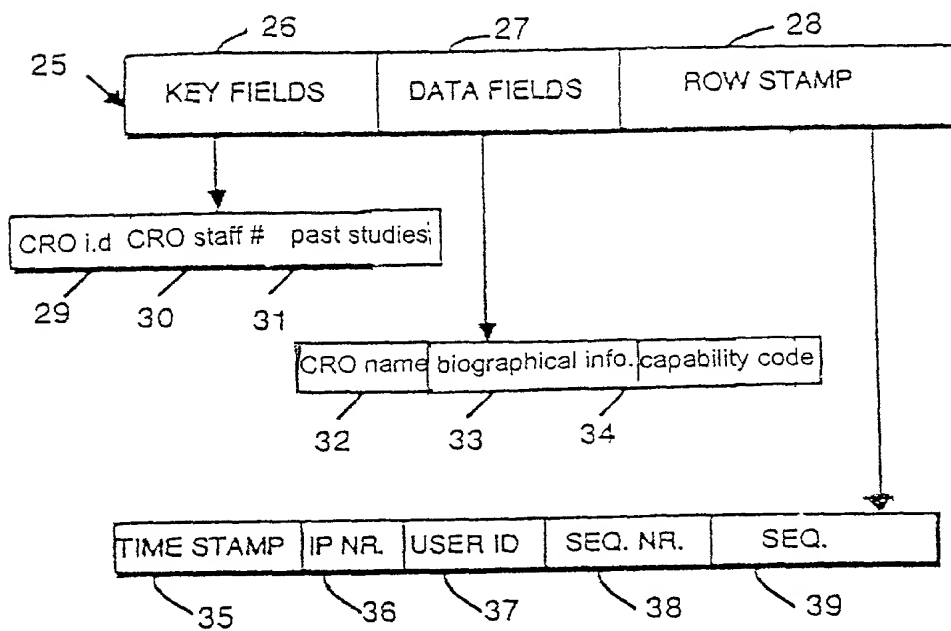 26 27 28
25
KEY FIELDS DATA FIELDS ROW STAMP
CRO i.d CRO staff # past studies
29 30 31
CRO name biographical info. capability code
32 33 34
TIME STAMP IP NR. USER ID SEQ. NR. SEQ.
35 36 37 38 39